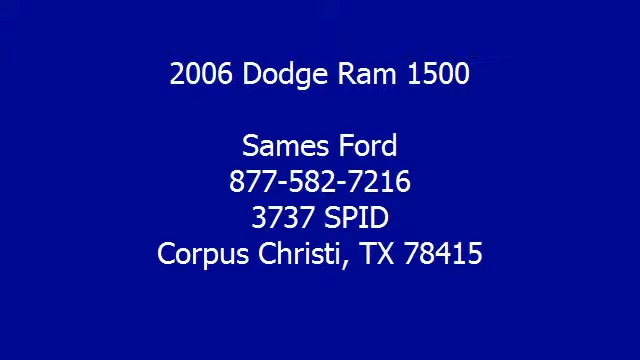 2006 Dodge Ram 1500
Sames Ford
877-582-7216
3737 SPID
Corpus Christi, TX 78415